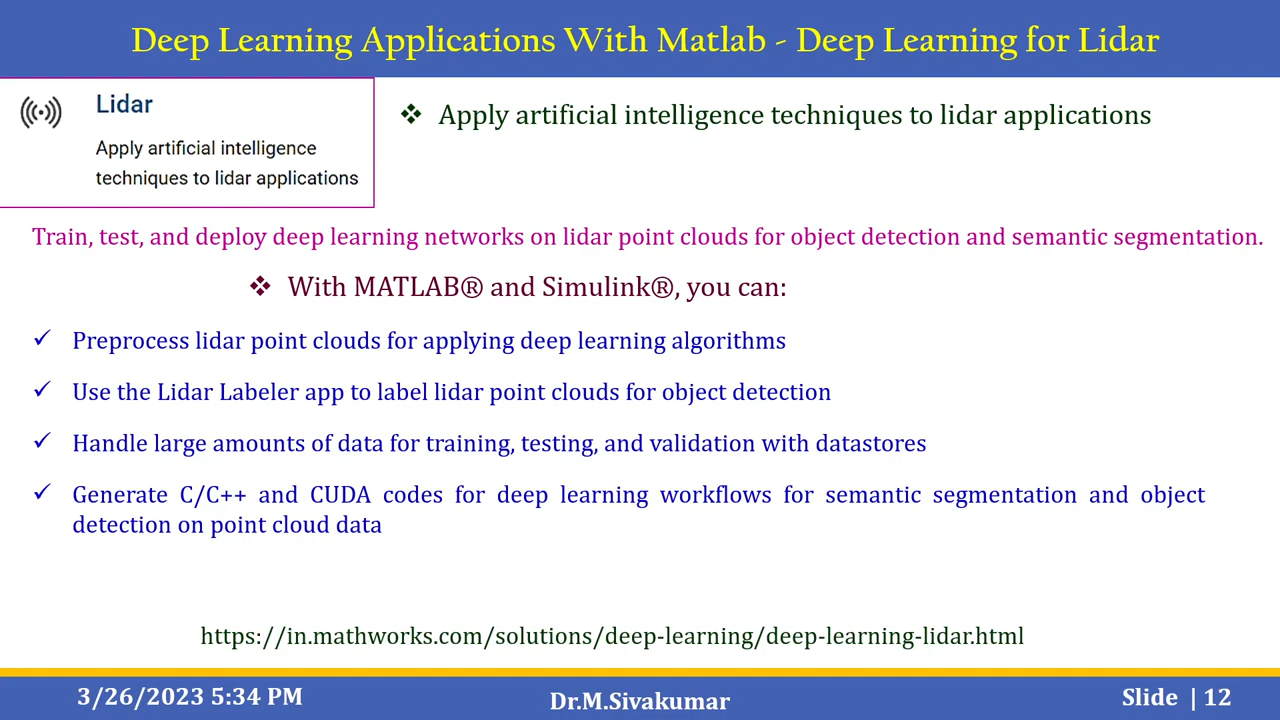 Deep Learning Applications With Matlab - Deep Learning for Lidar
Lidar
Apply artificial intelligence
techniques to lidar applications
❖ Apply artificial intelligence techniques to lidar applications
Train, test, and deploy deep learning networks on lidar point clouds for object detection and semantic segmentation.
❖ With MATLAB® and Simulink®, you can:
✓ Preprocess lidar point clouds for applying deep learning algorithms
✓ Use the Lidar Labeler app to label lidar point clouds for object detection
✓ Handle large amounts of data for training, testing, and validation with datastores
✓ Generate C/C++ and CUDA codes for deep learning workflows for semantic segmentation and object
detection on point cloud data
https://in.mathworks.com/solutions/deep-learning/deep-learning-lidar.html
3/26/2023 5:34 PM
Dr.M.Sivakumar
Slide | 12